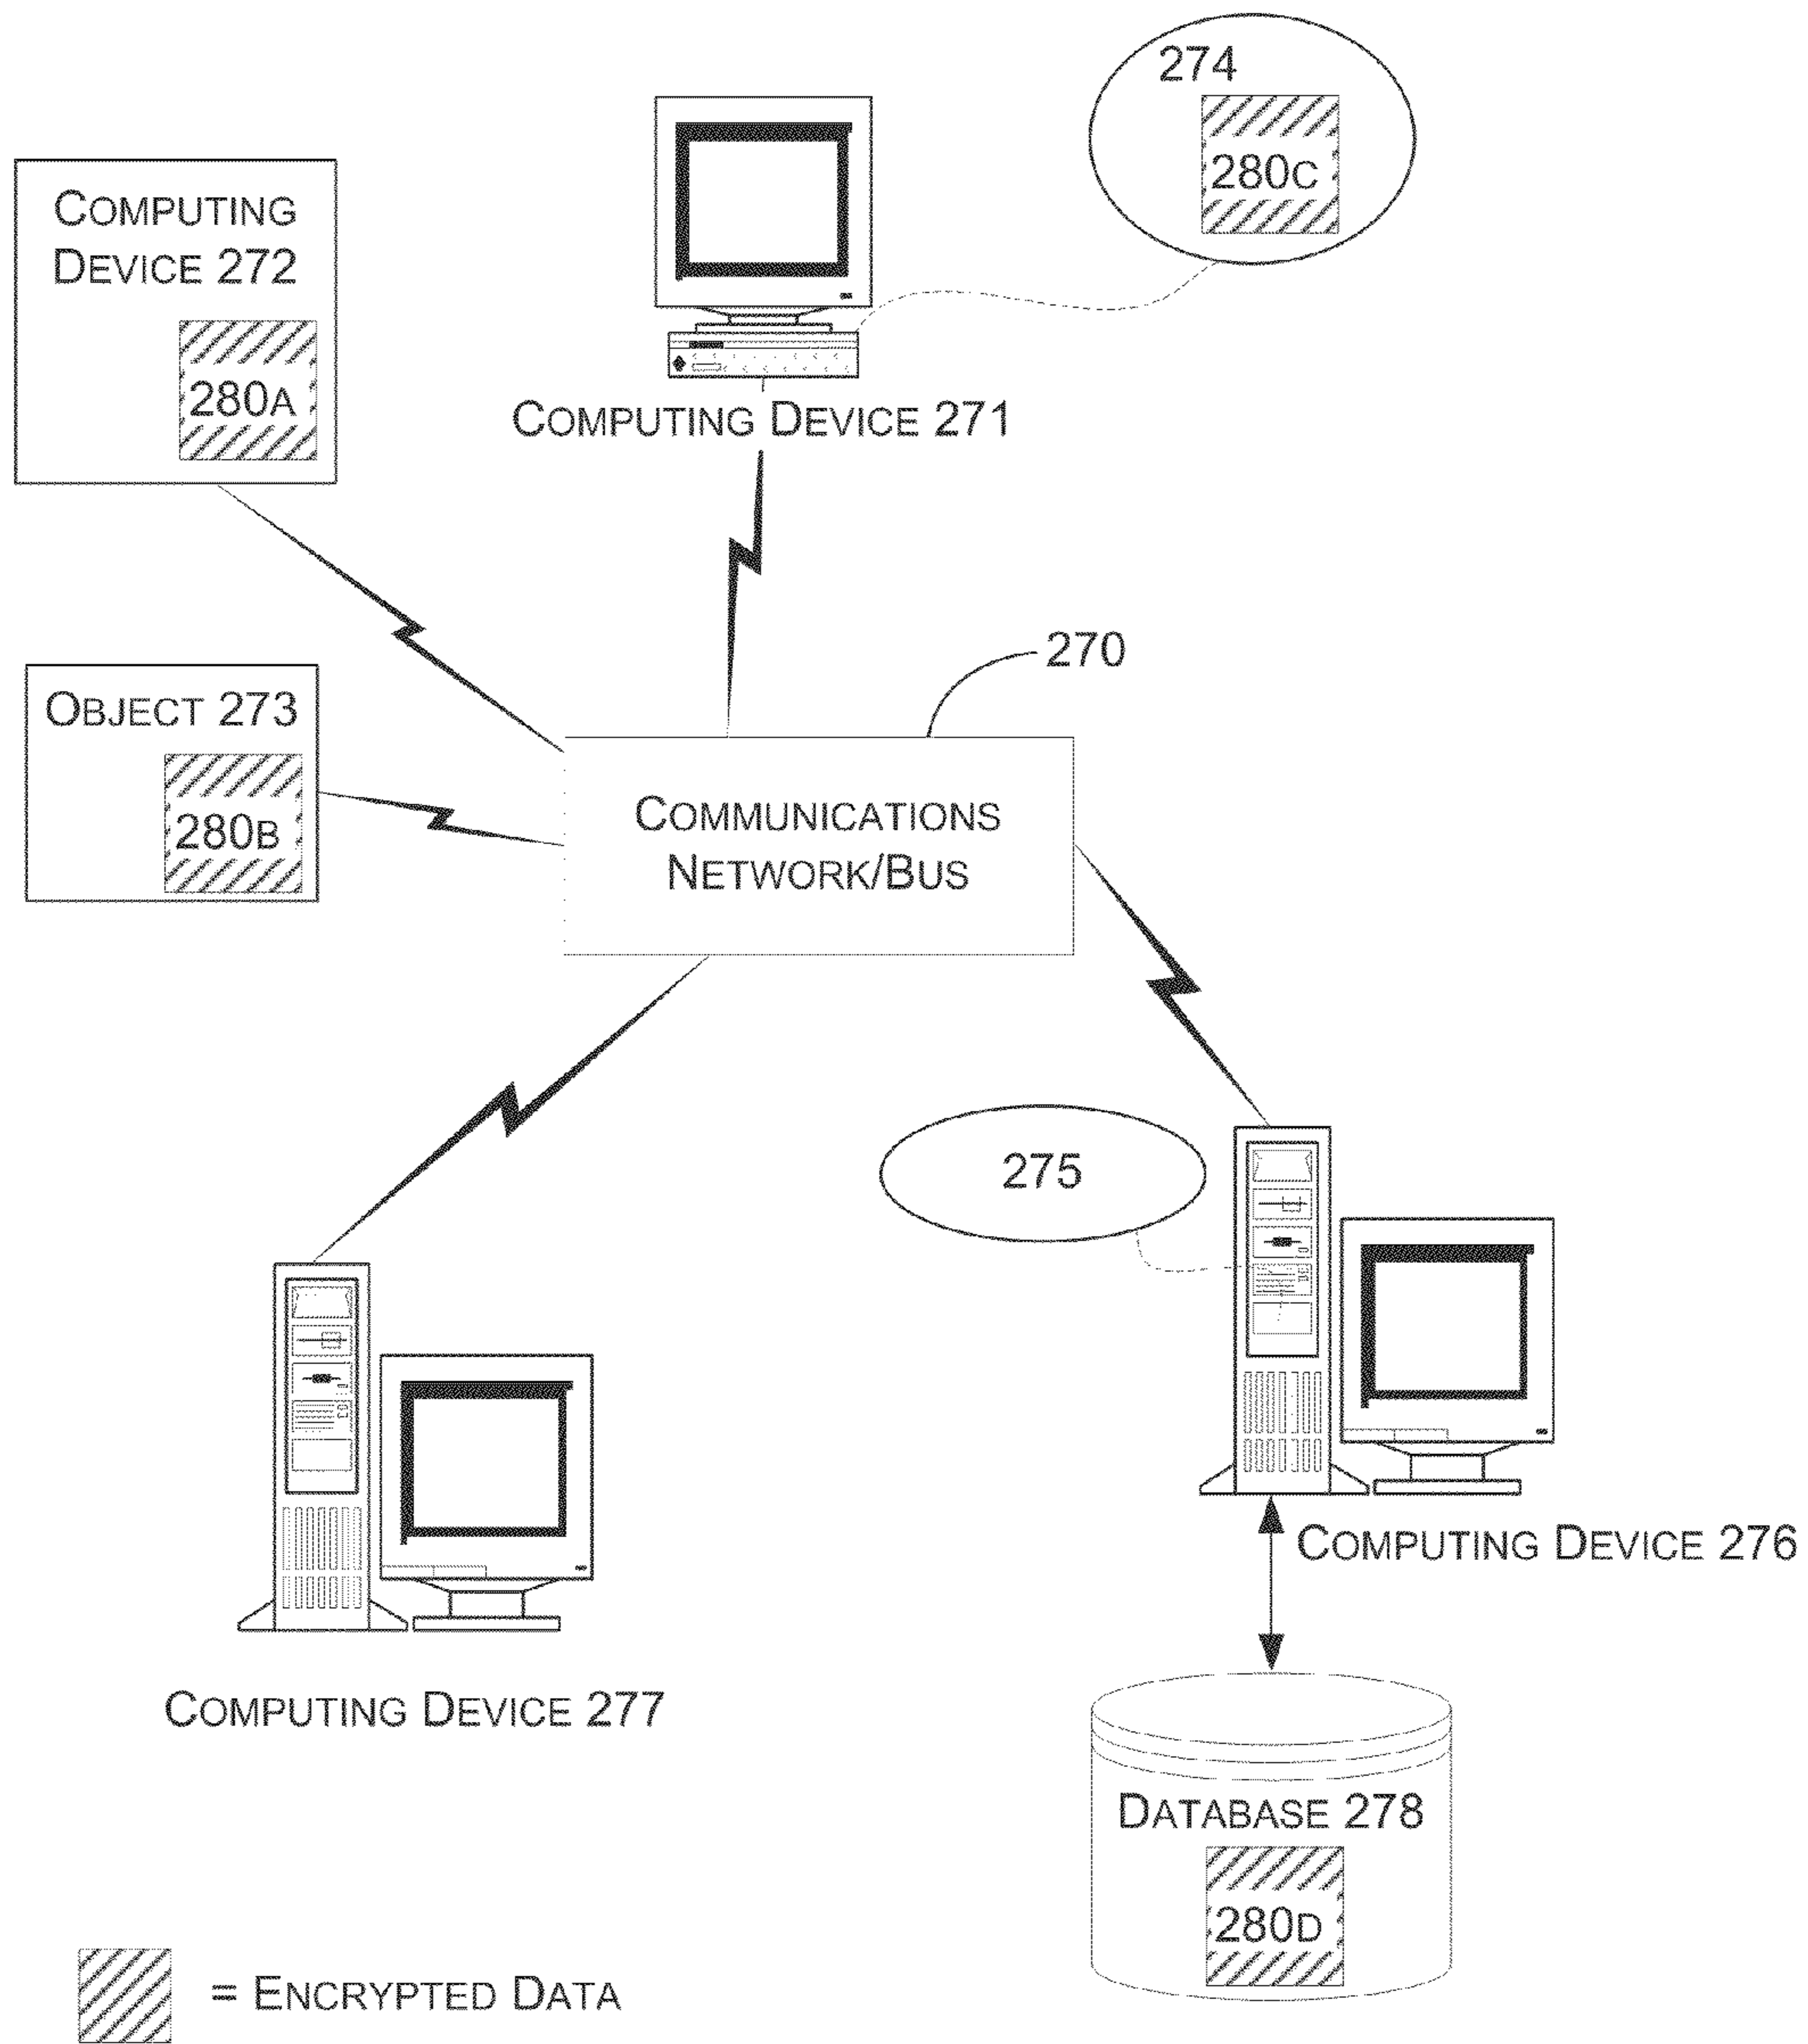 274
280C
COMPUTING
DEVICE 272
280A
COMPUTING DEVICE 271
270
OBJECT 273
280B
COMMUNICATIONS
NETWORK/BUS
275
COMPUTING DEVICE 276
COMPUTING DEVICE 277
DATABASE 278
280D
= ENCRYPTED DATA